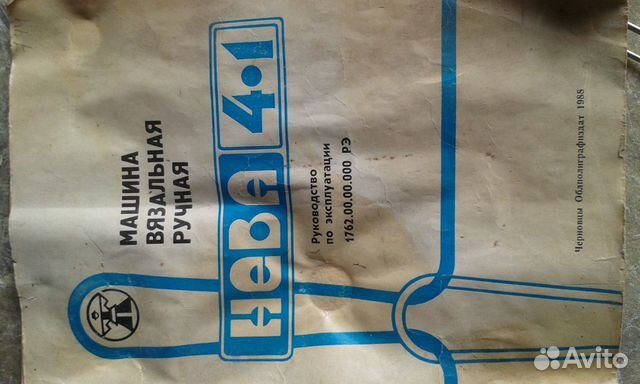 МАШИНА
ВЯЗАЛЬНАЯ
РУЧНАЯ
НЕВА 4·1
Руководство
по эксплуатации
1762.00.00.000 РЭ
Черновцы Облполиграфиздат 1988
Avito